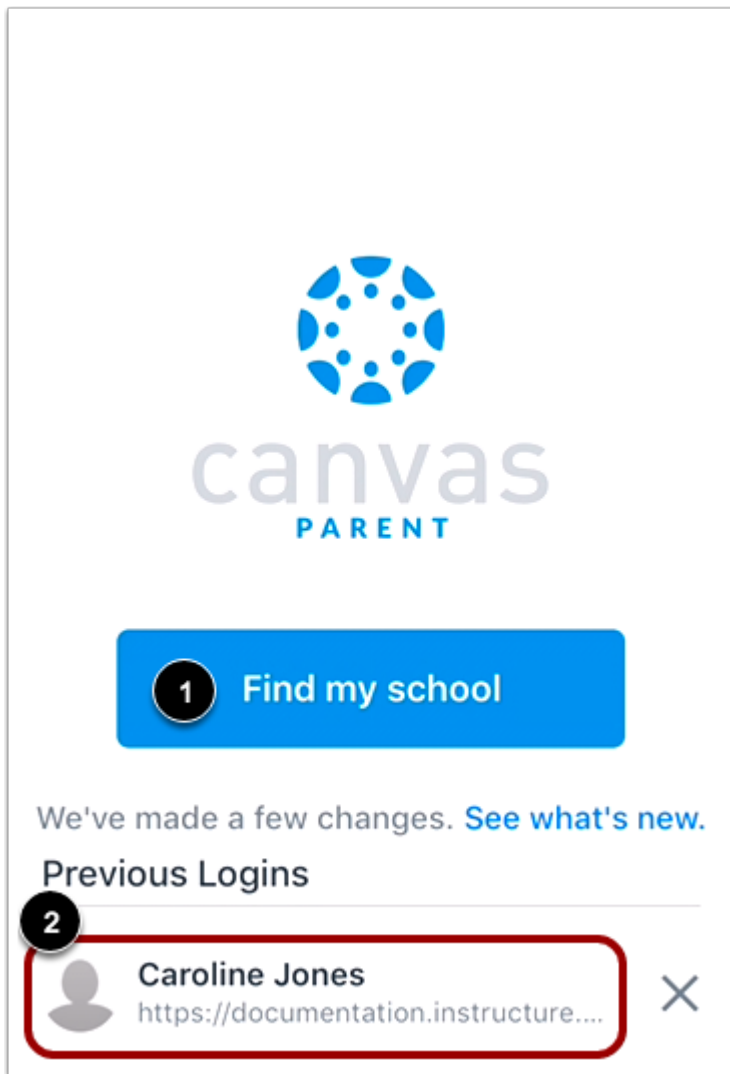 canvas
PARENT
1 Find my school
We've made a few changes. See what's new.
Previous Logins
2
Caroline Jones
https://documentation.instructure....